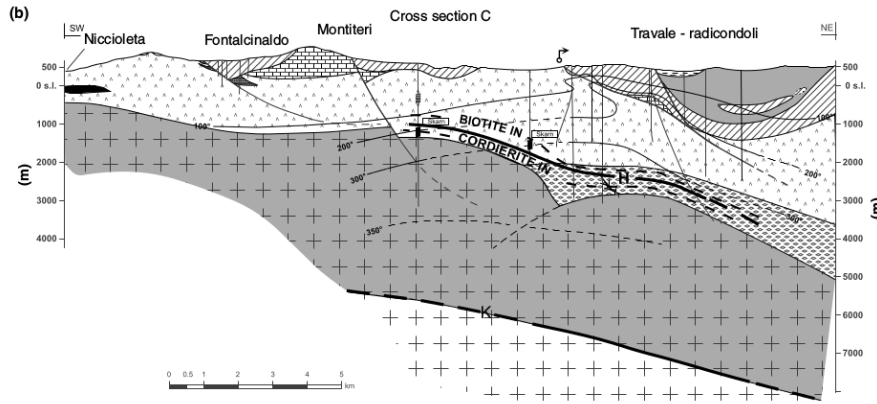 (b)
Cross section C
SW
NE
Niccioleta
Fontalcinaldo
Montiteri
Travale - radicondoli
500
0 s.l.
1000
2000
3000
4000
(m)
500
0 s.l.
1000
2000
3000
4000
5000
6000
7000
(m)
100°
200°
300°
350°
Skarn
BIOTITE IN
Skarn
CORDIERITE IN
H
100°
200°
300°
K
0 0.5 1 2 3 4 5
km